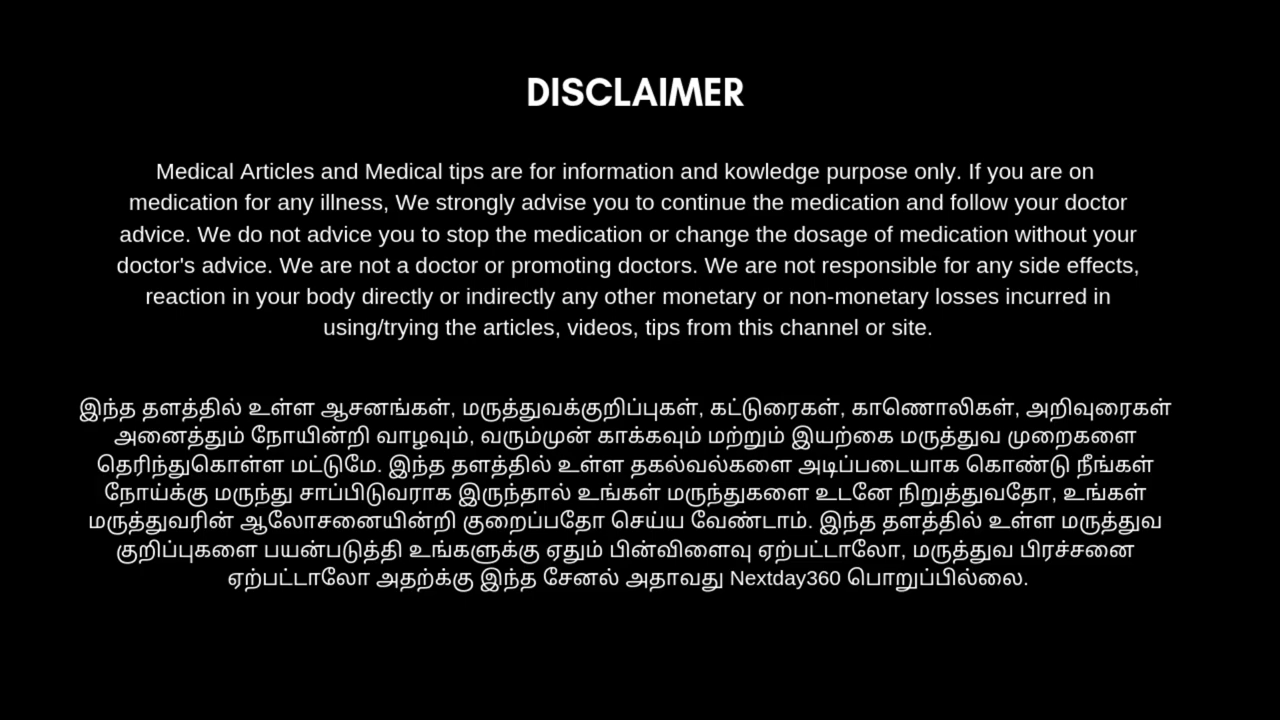 DISCLAIMER
Medical Articles and Medical tips are for information and kowledge purpose only. If you are on
medication for any illness, We strongly advise you to continue the medication and follow your doctor
advice. We do not advice you to stop the medication or change the dosage of medication without your
doctor's advice. We are not a doctor or promoting doctors. We are not responsible for any side effects,
reaction in your body directly or indirectly any other monetary or non-monetary losses incurred in
using/trying the articles, videos, tips from this channel or site.
இந்த தளத்தில் உள்ள ஆசனங்கள், மருத்துவக்குறிப்புகள், கட்டுரைகள், காணொலிகள், அறிவுரைகள்
அனைத்தும் நோயின்றி வாழவும், வரும்முன் காக்கவும் மற்றும் இயற்கை மருத்துவ முறைகளை
தெரிந்துகொள்ள மட்டுமே. இந்த தளத்தில் உள்ள தகல்வல்களை அடிப்படையாக கொண்டு நீங்கள்
நோய்க்கு மருந்து சாப்பிடுவராக இருந்தால் உங்கள் மருந்துகளை உடனே நிறுத்துவதோ, உங்கள்
மருத்துவரின் ஆலோசனையின்றி குறைப்பதோ செய்ய வேண்டாம். இந்த தளத்தில் உள்ள மருத்துவ
குறிப்புகளை பயன்படுத்தி உங்களுக்கு ஏதும் பின்விளைவு ஏற்பட்டாலோ, மருத்துவ பிரச்சனை
ஏற்பட்டாலோ அதற்க்கு இந்த சேனல் அதாவது Nextday360 பொறுப்பில்லை.